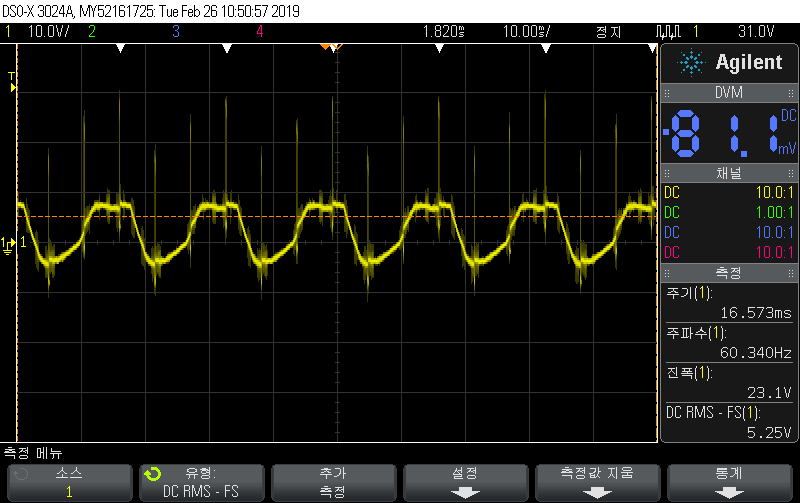 DSO-X 3024A, MY52161725: Tue Feb 26 10:50:57 2019
1 10.0V/ 2 3 4 1.820s 10.00s/ 정지 1 31.0V
T
1 1
Agilent
DVM
-81.1 DC mV
채널
DC 10.0:1
DC 1.00:1
DC 10.0:1
DC 10.0:1
측정
주기(1):
16.573ms
주파수(1):
60.340Hz
진폭(1):
23.1V
DC RMS - FS(1):
5.25V
측정 메뉴
소스
1
유형:
DC RMS - FS
추가
측정
설정
측정값 지움
통계